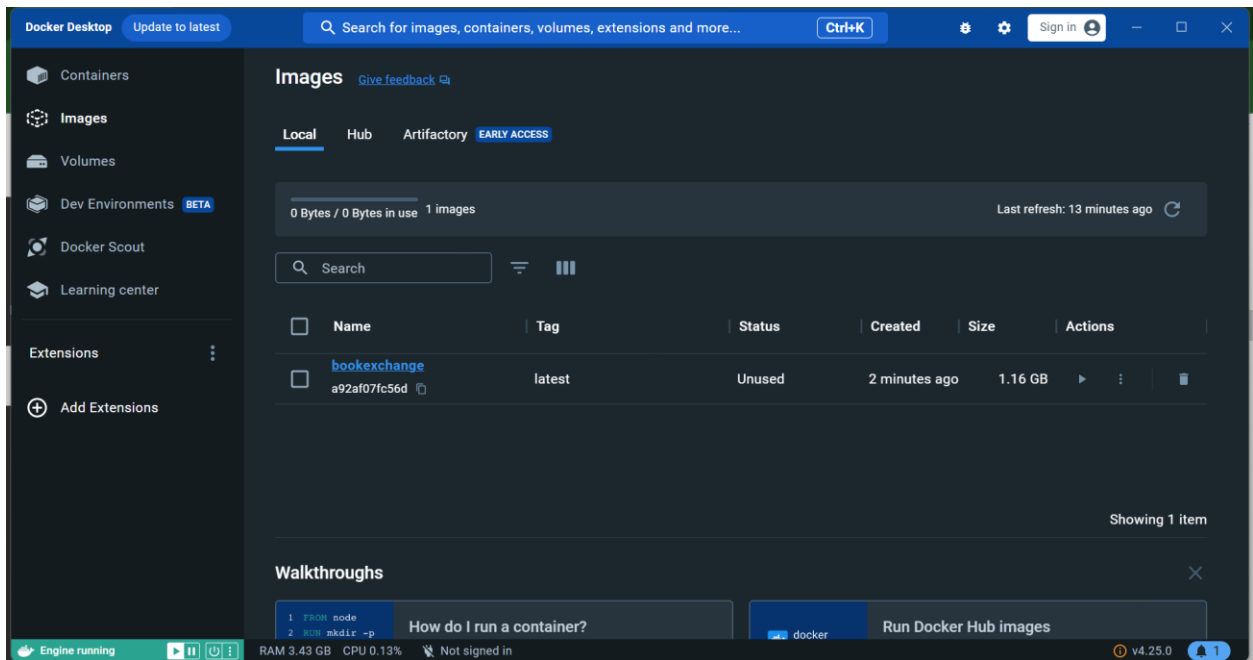 Docker Desktop Update to latest Search for images, containers, volumes, extensions and more... Ctrl+K Sign in
Containers
Images
Volumes
Dev Environments BETA
Docker Scout
Learning center
Extensions
Add Extensions
Images Give feedback
Local Hub Artifactory EARLY ACCESS
0 Bytes / 0 Bytes in use 1 images Last refresh: 13 minutes ago
Search
Name Tag Status Created Size Actions
bookexchange
a92af07fc56d latest Unused 2 minutes ago 1.16 GB
Showing 1 item
Walkthroughs
1 FROM node
2 RUN mkdir -p
How do I run a container?
docker
Run Docker Hub images
Engine running RAM 3.43 GB CPU 0.13% Not signed in v4.25.0 1